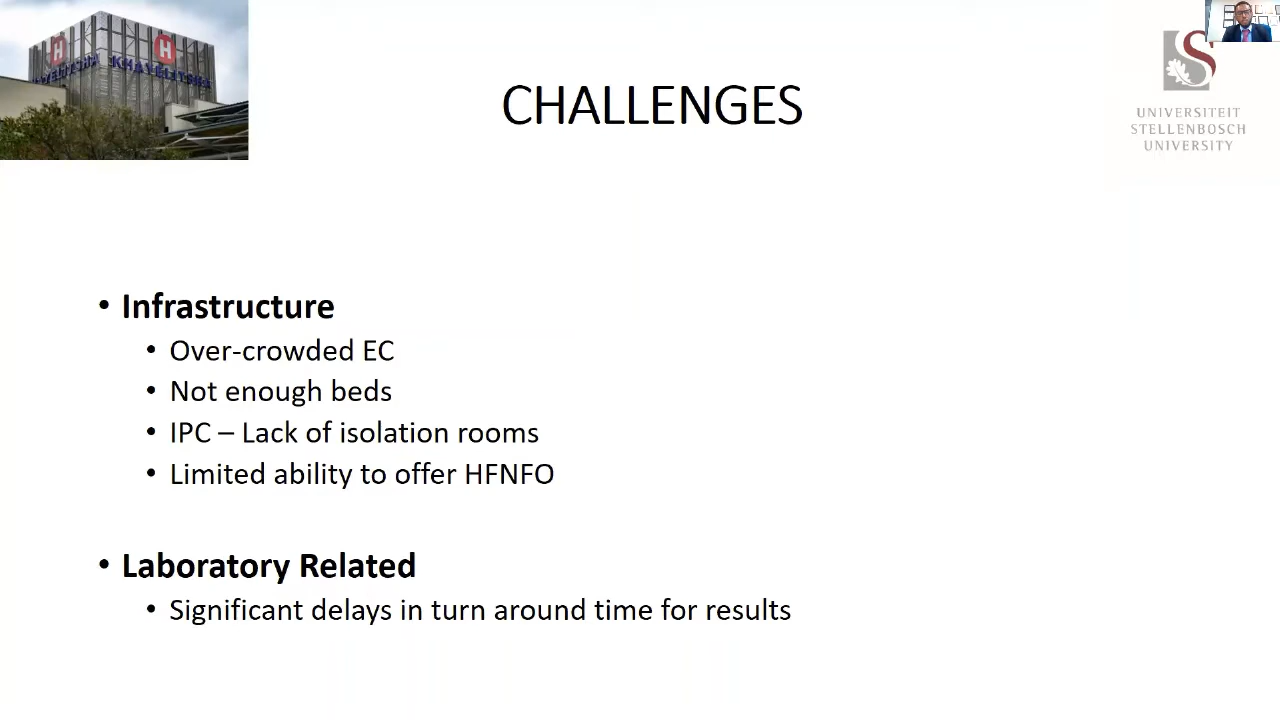 H
H
KHAYELITSHA
CHALLENGES
UNIVERSITEIT
STELLENBOSCH
UNIVERSITY
• Infrastructure
• Over-crowded EC
• Not enough beds
• IPC – Lack of isolation rooms
• Limited ability to offer HFNFO
• Laboratory Related
• Significant delays in turn around time for results